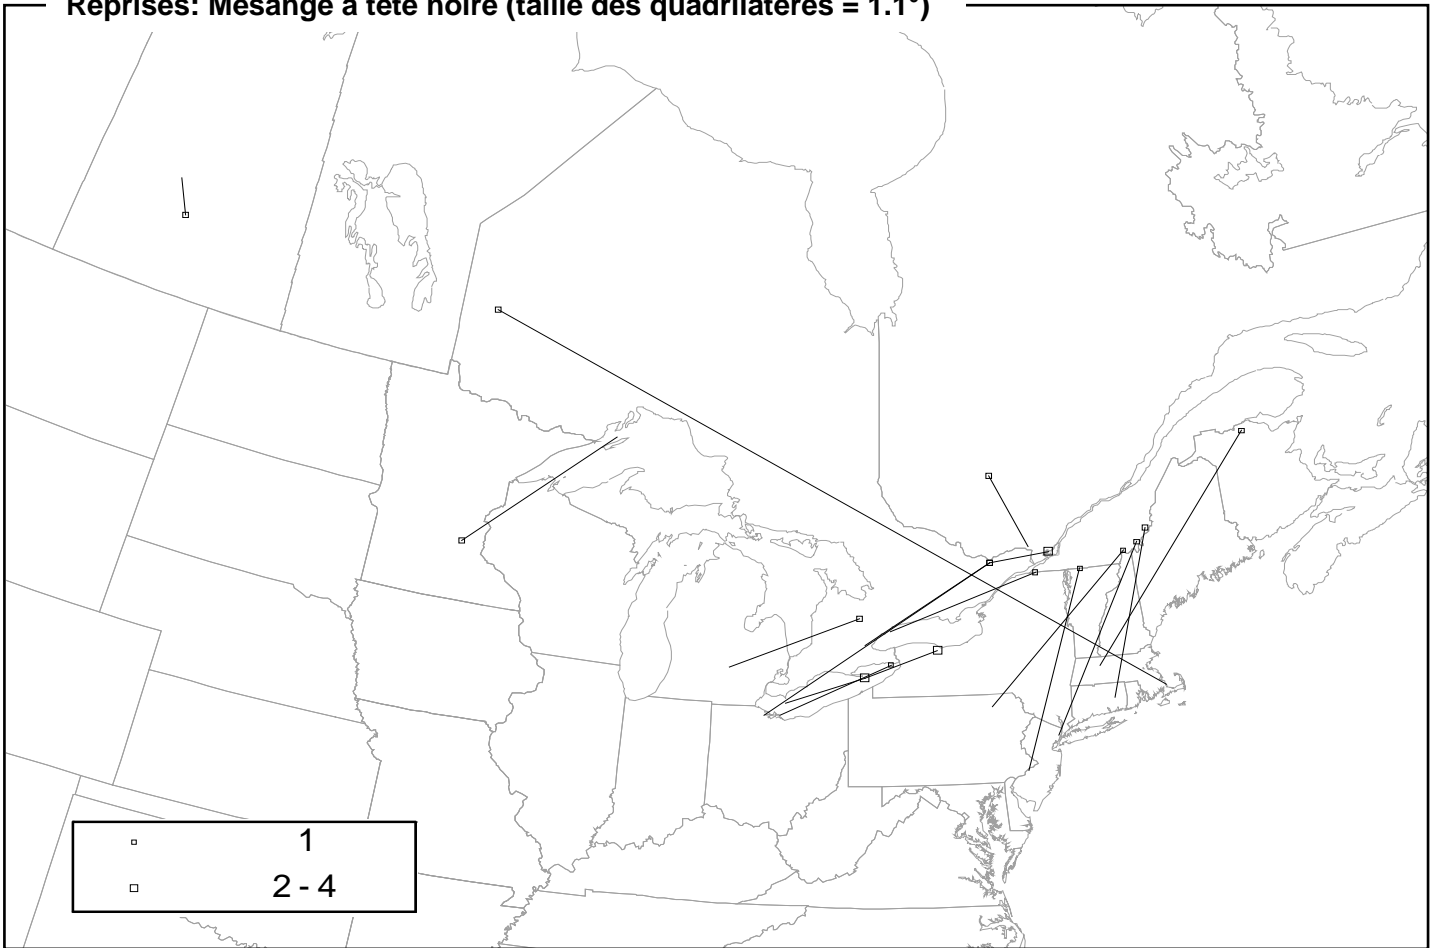 Reprises: Mésange à tête noire (taille des quadrilatères = 1.1°)
1
2 - 4